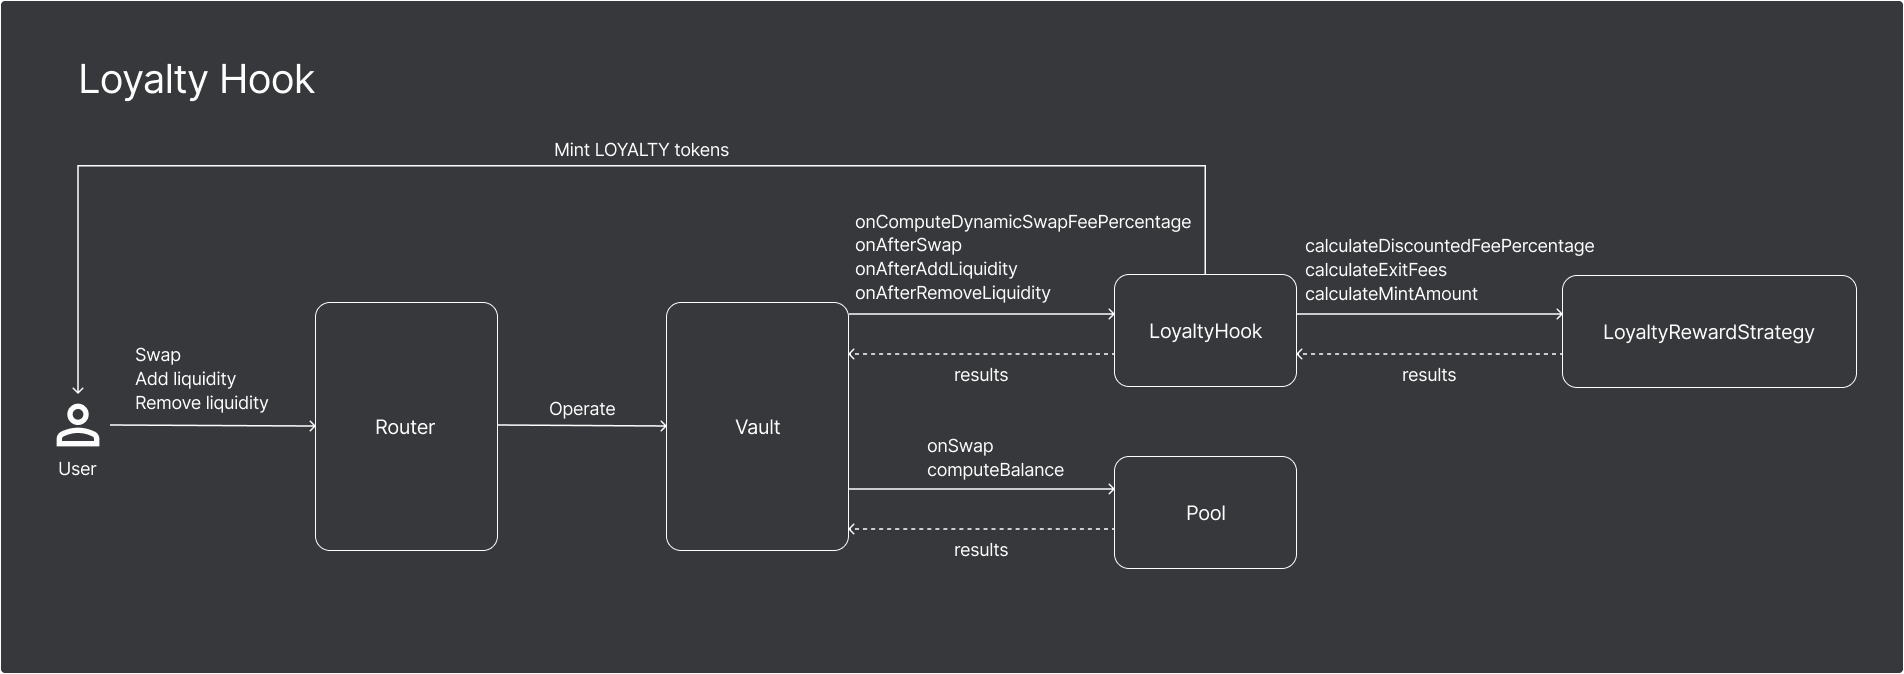 Loyalty Hook
Mint LOYALTY tokens
onComputeDynamicSwapFeePercentage
onAfterSwap
onAfterAddLiquidity
onAfterRemoveLiquidity
calculateDiscountedFeePercentage
calculateExitFees
calculateMintAmount
LoyaltyHook
LoyaltyRewardStrategy
results
results
Swap
Add liquidity
Remove liquidity
User
Router
Operate
Vault
onSwap
computeBalance
Pool
results